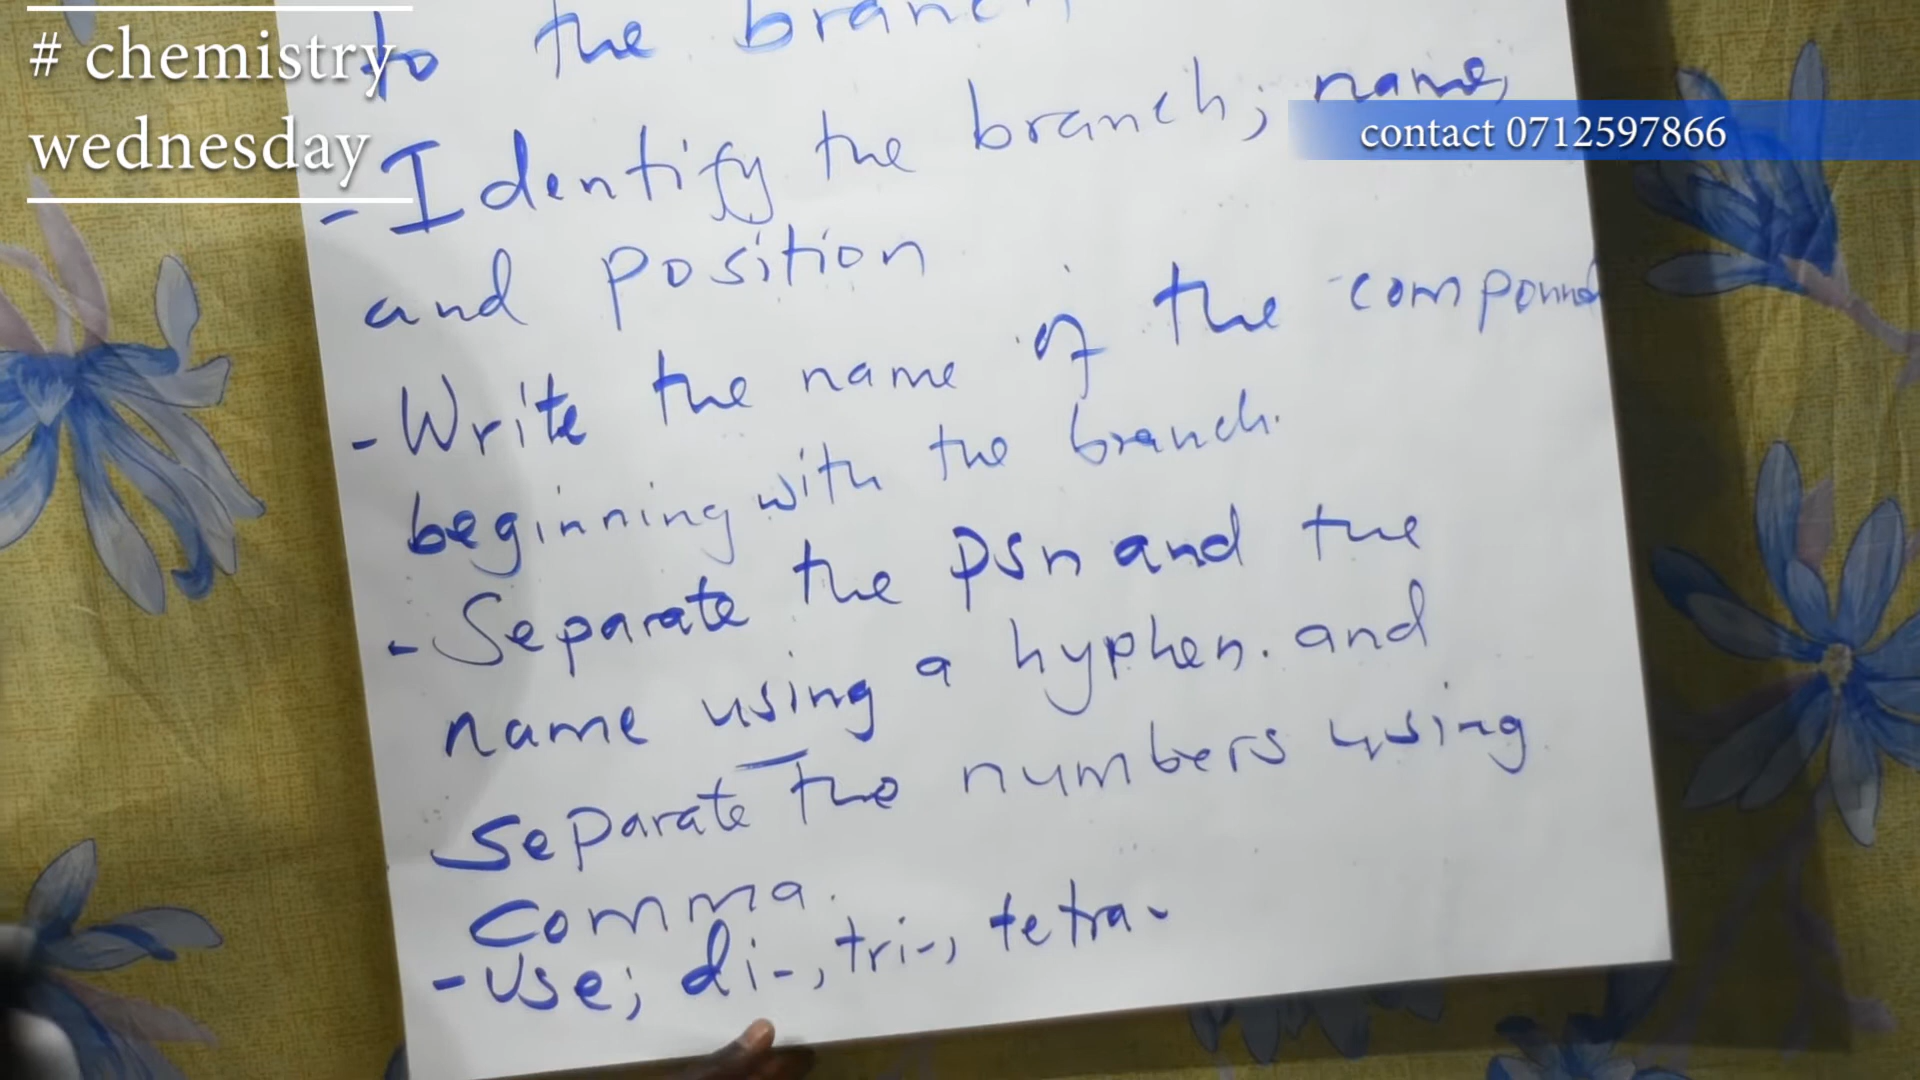 # chemistry
wednesday
contact 0712597866
to the branch
- Identify the branch; name,
and position
- Write the name of the compound
beginning with the branch.
- Separate the psn and the
name using a hyphen. and
separate the numbers using
comma.
- Use; di-, tri-, tetra-